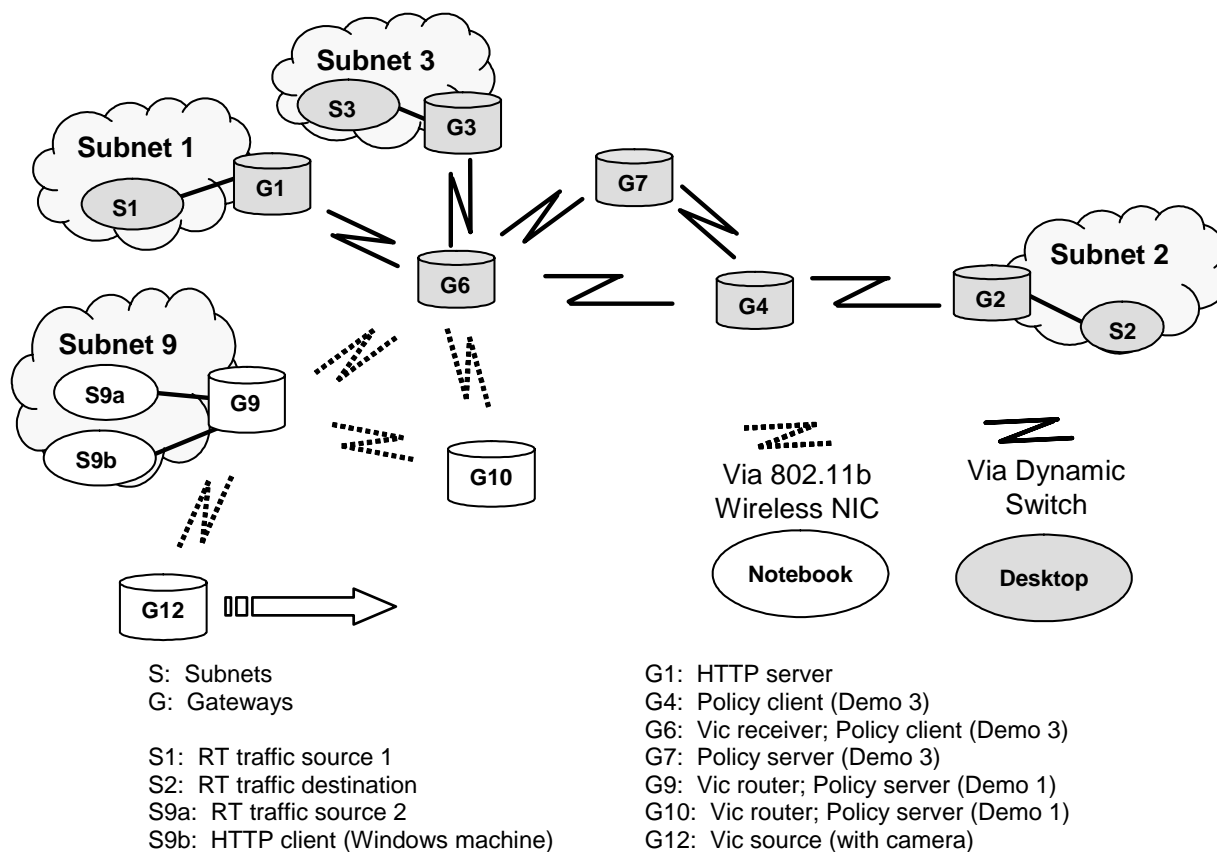 Subnet 3
S3
G3
Subnet 1
S1
G1
G7
G6
G4
Subnet 2
G2
S2
Subnet 9
S9a
S9b
G9
G10
G12
Via 802.11b
Wireless NIC
Notebook
Via Dynamic
Switch
Desktop
S: Subnets
G: Gateways
S1: RT traffic source 1
S2: RT traffic destination
S9a: RT traffic source 2
S9b: HTTP client (Windows machine)
G1: HTTP server
G4: Policy client (Demo 3)
G6: Vic receiver; Policy client (Demo 3)
G7: Policy server (Demo 3)
G9: Vic router; Policy server (Demo 1)
G10: Vic router; Policy server (Demo 1)
G12: Vic source (with camera)